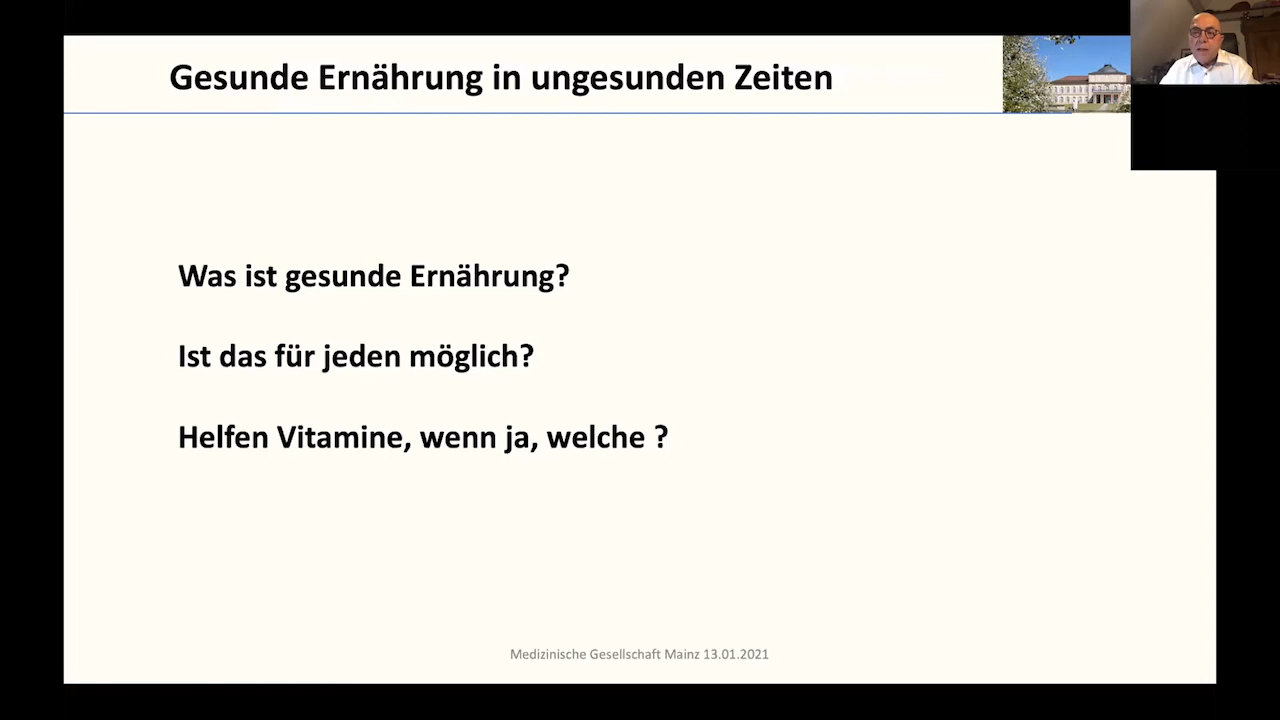 Gesunde Ernährung in ungesunden Zeiten
Was ist gesunde Ernährung?
Ist das für jeden möglich?
Helfen Vitamine, wenn ja, welche ?
Medizinische Gesellschaft Mainz 13.01.2021